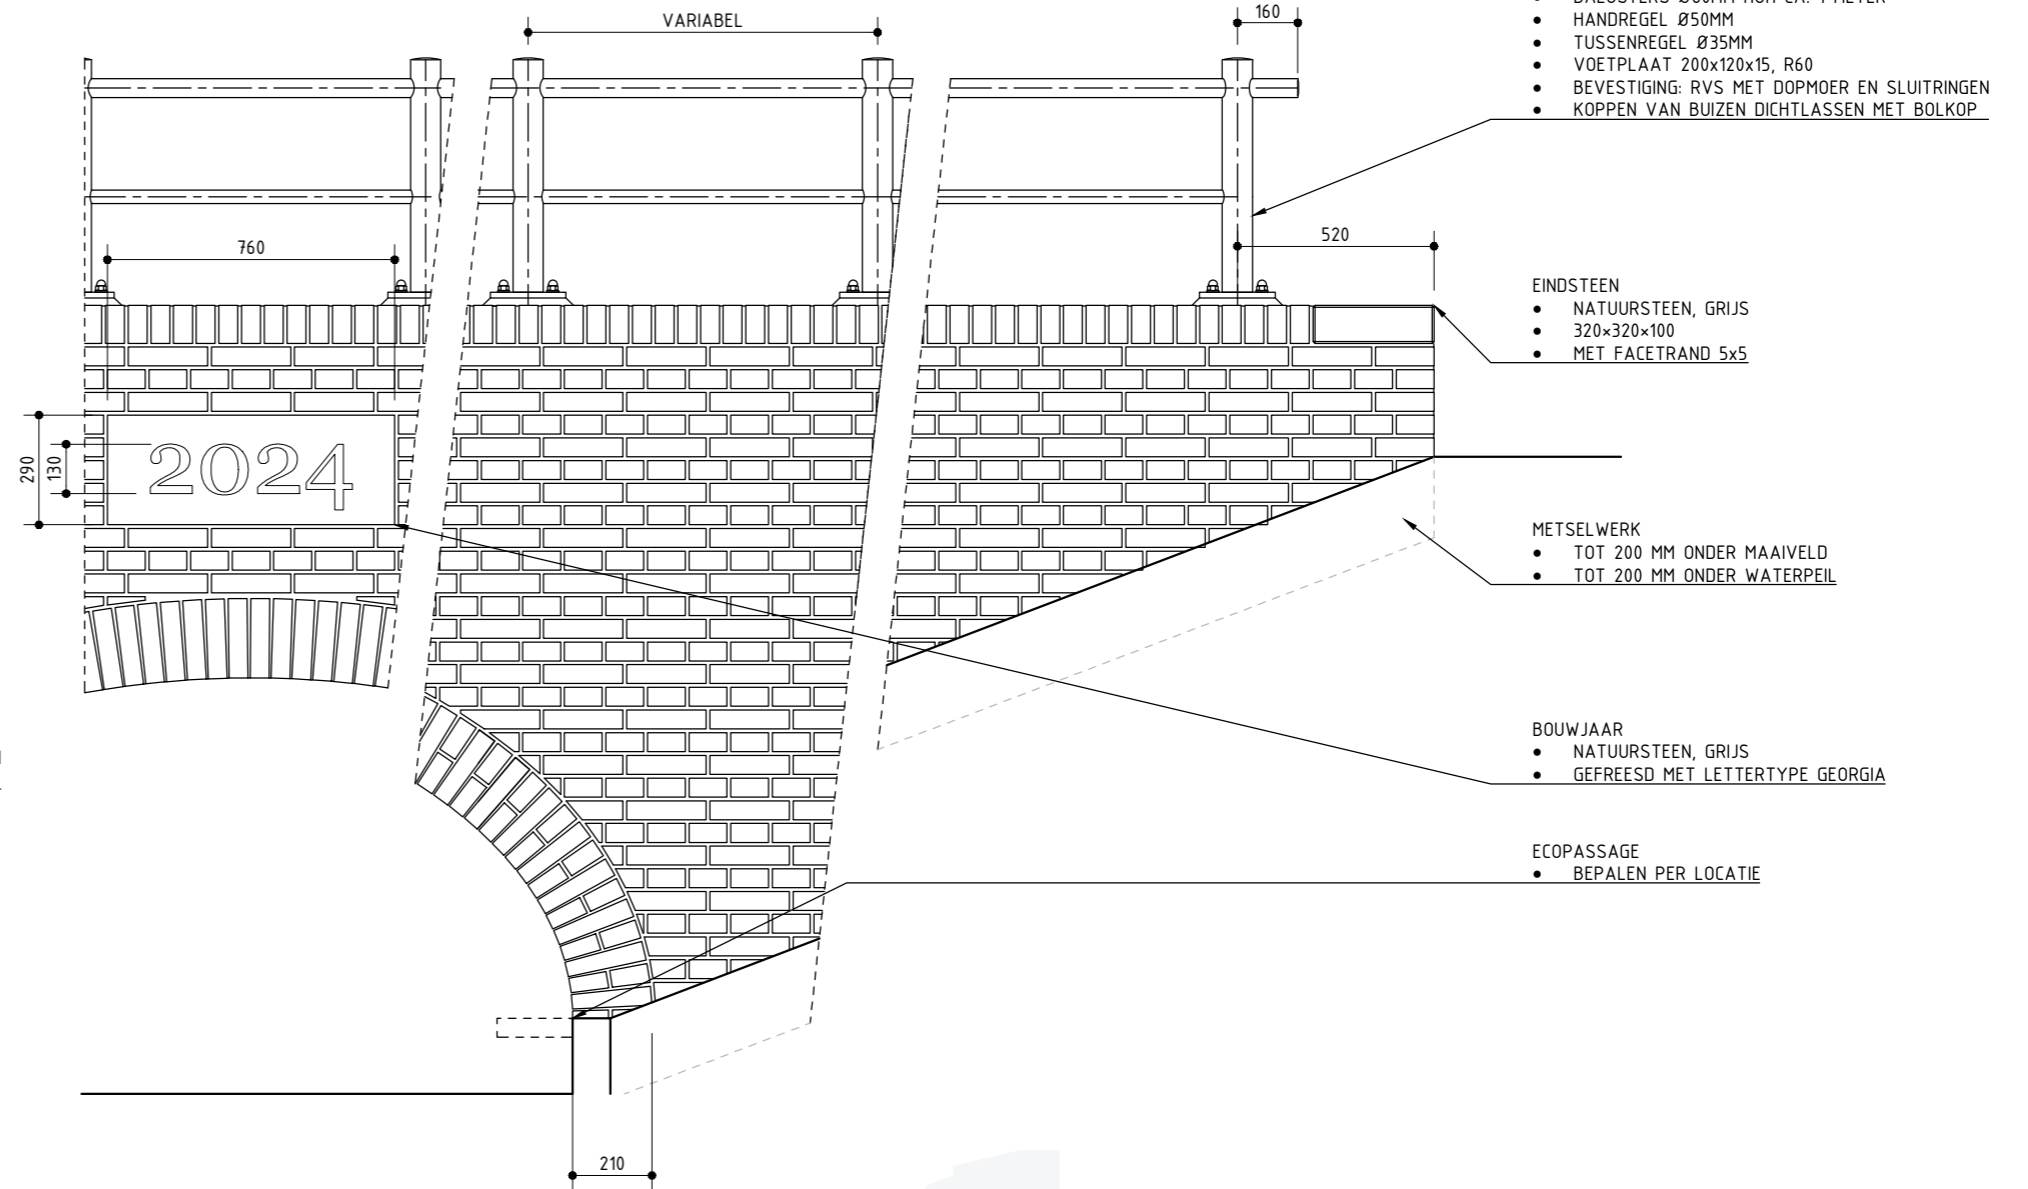 VARIABEL
160
• HANDREGEL Ø50MM
• TUSSENREGEL Ø35MM
• VOETPLAAT 200x120x15, R60
• BEVESTIGING: RVS MET DOPMOER EN SLUITRINGEN
• KOPPEN VAN BUIZEN DICHTLASSEN MET BOLKOP
760
520
EINDSTEEN
• NATUURSTEEN, GRIJS
• 320×320×100
• MET FACETRAND 5x5
290
130
2024
METSELWERK
• TOT 200 MM ONDER MAAIVELD
• TOT 200 MM ONDER WATERPEIL
BOUWJAAR
• NATUURSTEEN, GRIJS
• GEFREESD MET LETTERTYPE GEORGIA
ECOPASSAGE
• BEPALEN PER LOCATIE
210